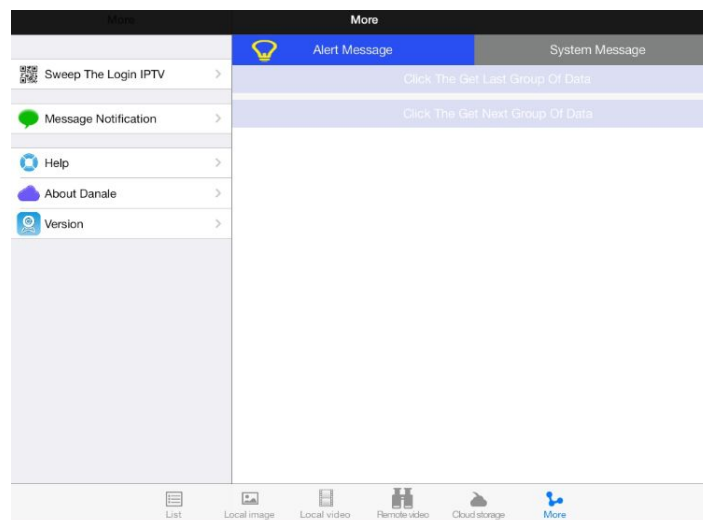 More
More
Alert Message
System Message
Sweep The Login IPTV
Click The Get Last Group Of Data
Message Notification
Click The Get Next Group Of Data
Help
About Danale
Version
List
Local image
Local video
Remote video
Cloud storage
More